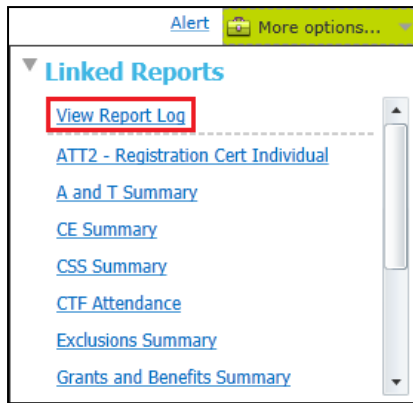 Alert More options...
Linked Reports
View Report Log
ATT2 - Registration Cert Individual
A and T Summary
CE Summary
CSS Summary
CTF Attendance
Exclusions Summary
Grants and Benefits Summary